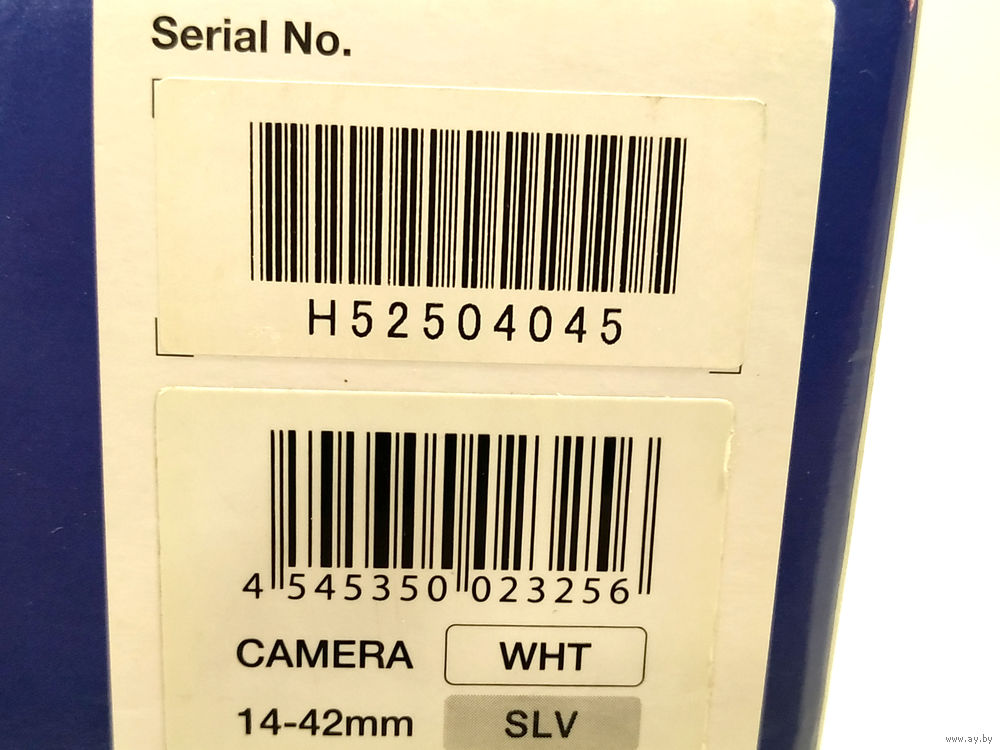 Serial No.
H52504045
4 545350 023256
CAMERA WHT
14-42mm SLV
www.ay.by